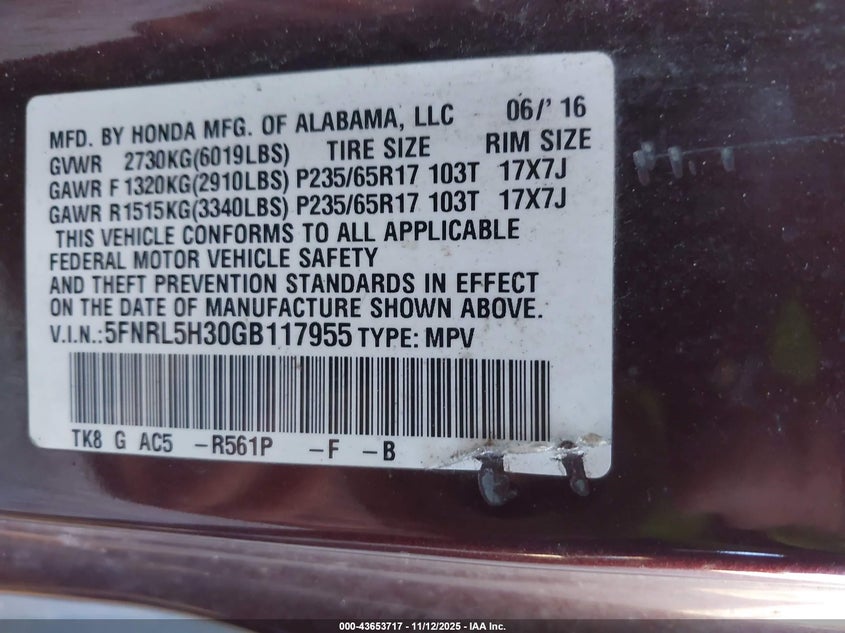 MFD. BY HONDA MFG. OF ALABAMA, LLC 06/' 16
GVWR 2730KG(6019LBS) TIRE SIZE RIM SIZE
GAWR F 1320KG(2910LBS) P235/65R17 103T 17X7J
GAWR R1515KG(3340LBS) P235/65R17 103T 17X7J
THIS VEHICLE CONFORMS TO ALL APPLICABLE
FEDERAL MOTOR VEHICLE SAFETY
AND THEFT PREVENTION STANDARDS IN EFFECT
ON THE DATE OF MANUFACTURE SHOWN ABOVE.
V.I.N.:5FNRL5H30GB117955 TYPE: MPV
TK8 G AC5 -R561P -F -B
000-43653717 - 11/12/2025 - IAA Inc.